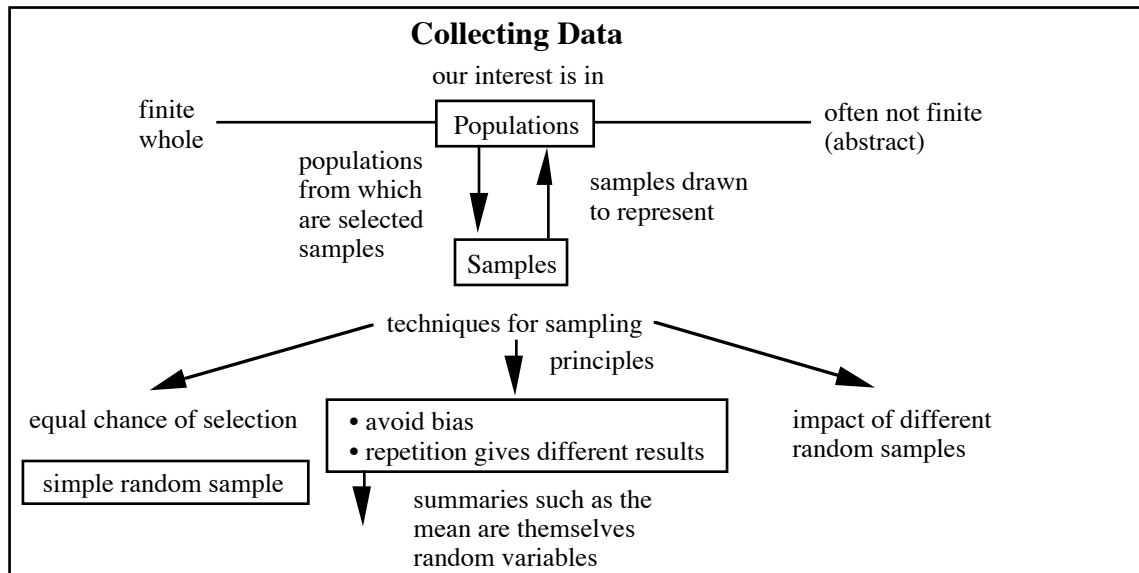 Collecting Data
our interest is in
finite
whole
Populations
often not finite
(abstract)
populations
from which
are selected
samples
samples drawn
to represent
Samples
techniques for sampling
principles
equal chance of selection
simple random sample
• avoid bias
• repetition gives different results
impact of different
random samples
summaries such as the
mean are themselves
random variables